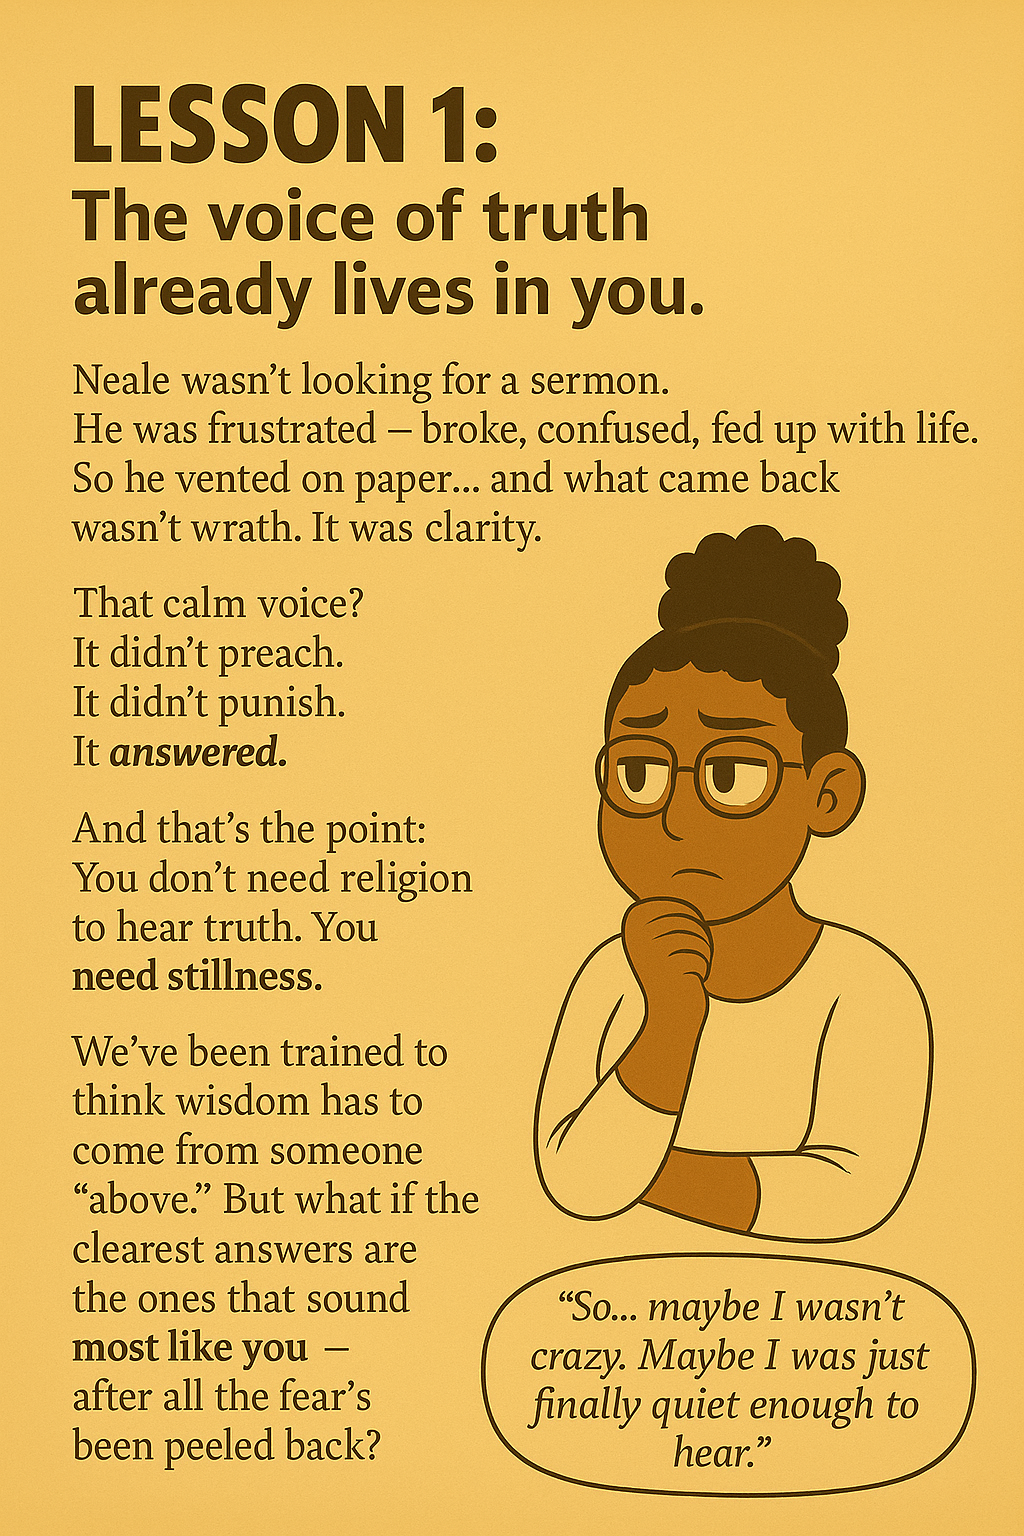 LESSON 1:
The voice of truth
already lives in you.
Neale wasn’t looking for a sermon.
He was frustrated – broke, confused, fed up with life.
So he vented on paper... and what came back
wasn’t wrath. It was clarity.
That calm voice?
It didn’t preach.
It didn’t punish.
It answered.
And that’s the point:
You don’t need religion
to hear truth. You
need stillness.
We’ve been trained to
think wisdom has to
come from someone
“above.” But what if the
clearest answers are
the ones that sound
most like you –
after all the fear’s
been peeled back?
“So... maybe I wasn’t
crazy. Maybe I was just
finally quiet enough to
hear.”